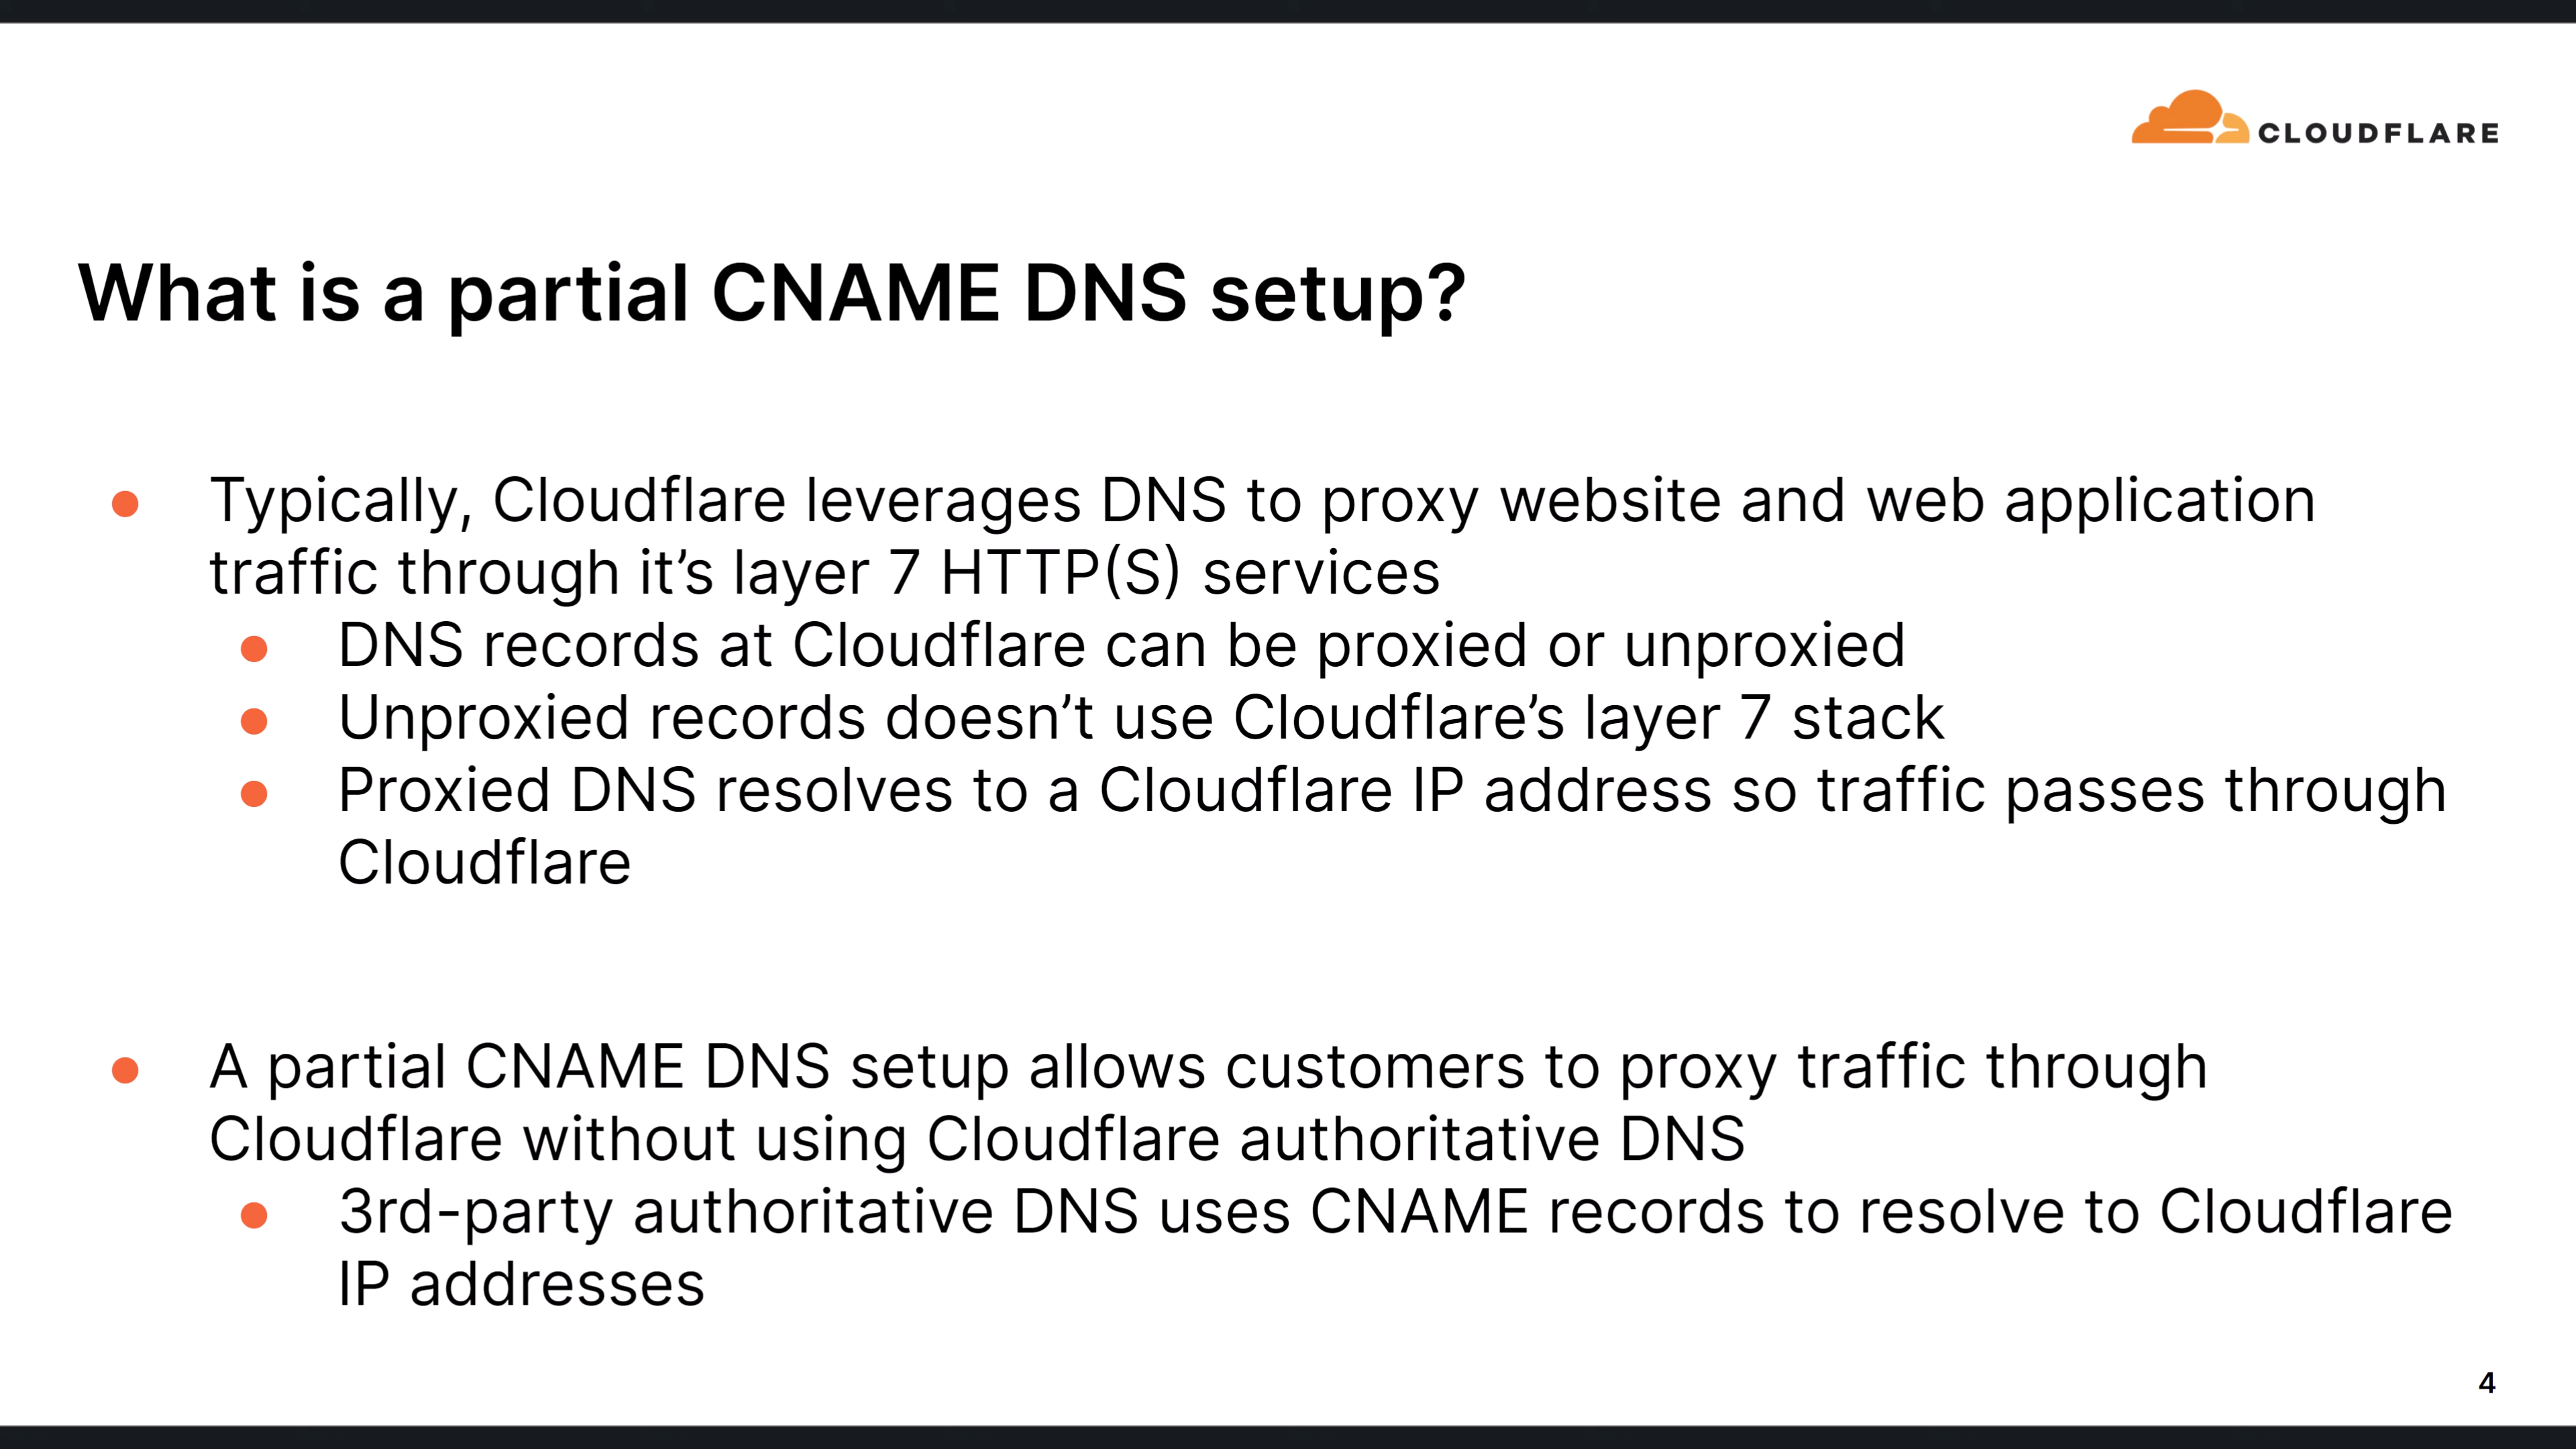 CLOUDFLARE
What is a partial CNAME DNS setup?
Typically, Cloudflare leverages DNS to proxy website and web application
traffic through it’s layer 7 HTTP(S) services
DNS records at Cloudflare can be proxied or unproxied
Unproxied records doesn’t use Cloudflare’s layer 7 stack
Proxied DNS resolves to a Cloudflare IP address so traffic passes through
Cloudflare
A partial CNAME DNS setup allows customers to proxy traffic through
Cloudflare without using Cloudflare authoritative DNS
3rd-party authoritative DNS uses CNAME records to resolve to Cloudflare
IP addresses
4